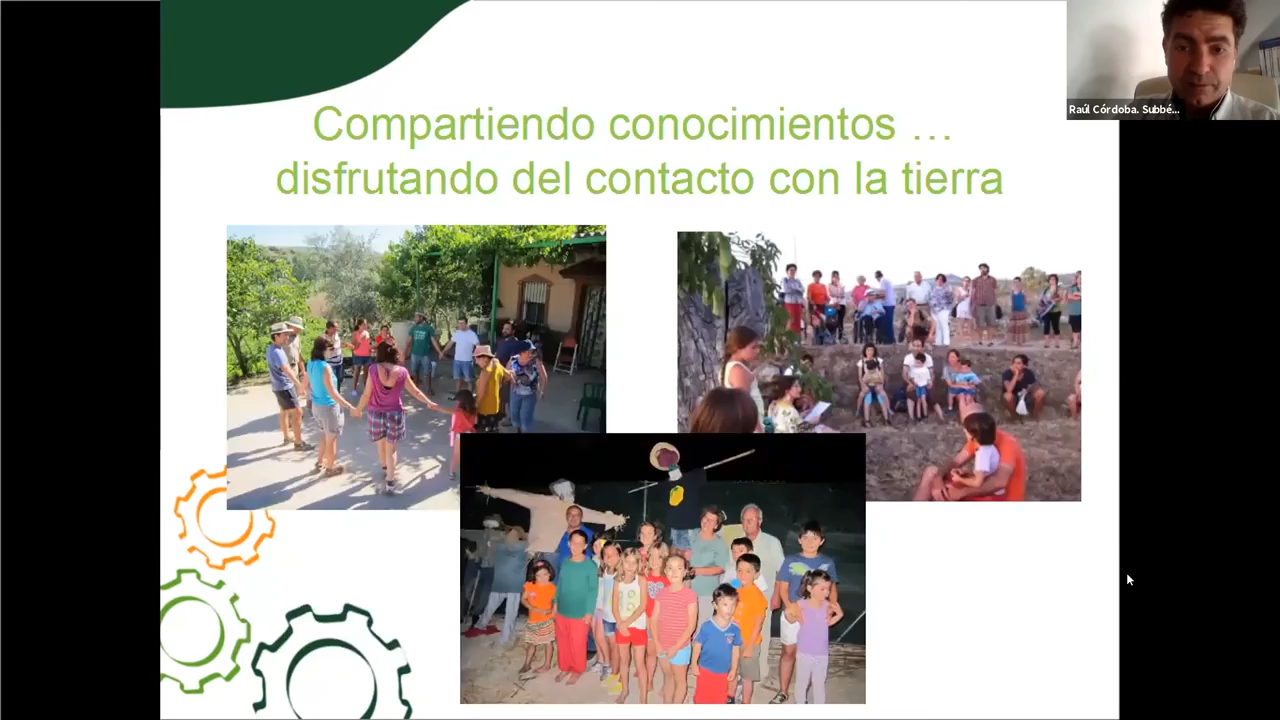 Raúl Córdoba. Subbé...
Compartiendo conocimientos ...
disfrutando del contacto con la tierra